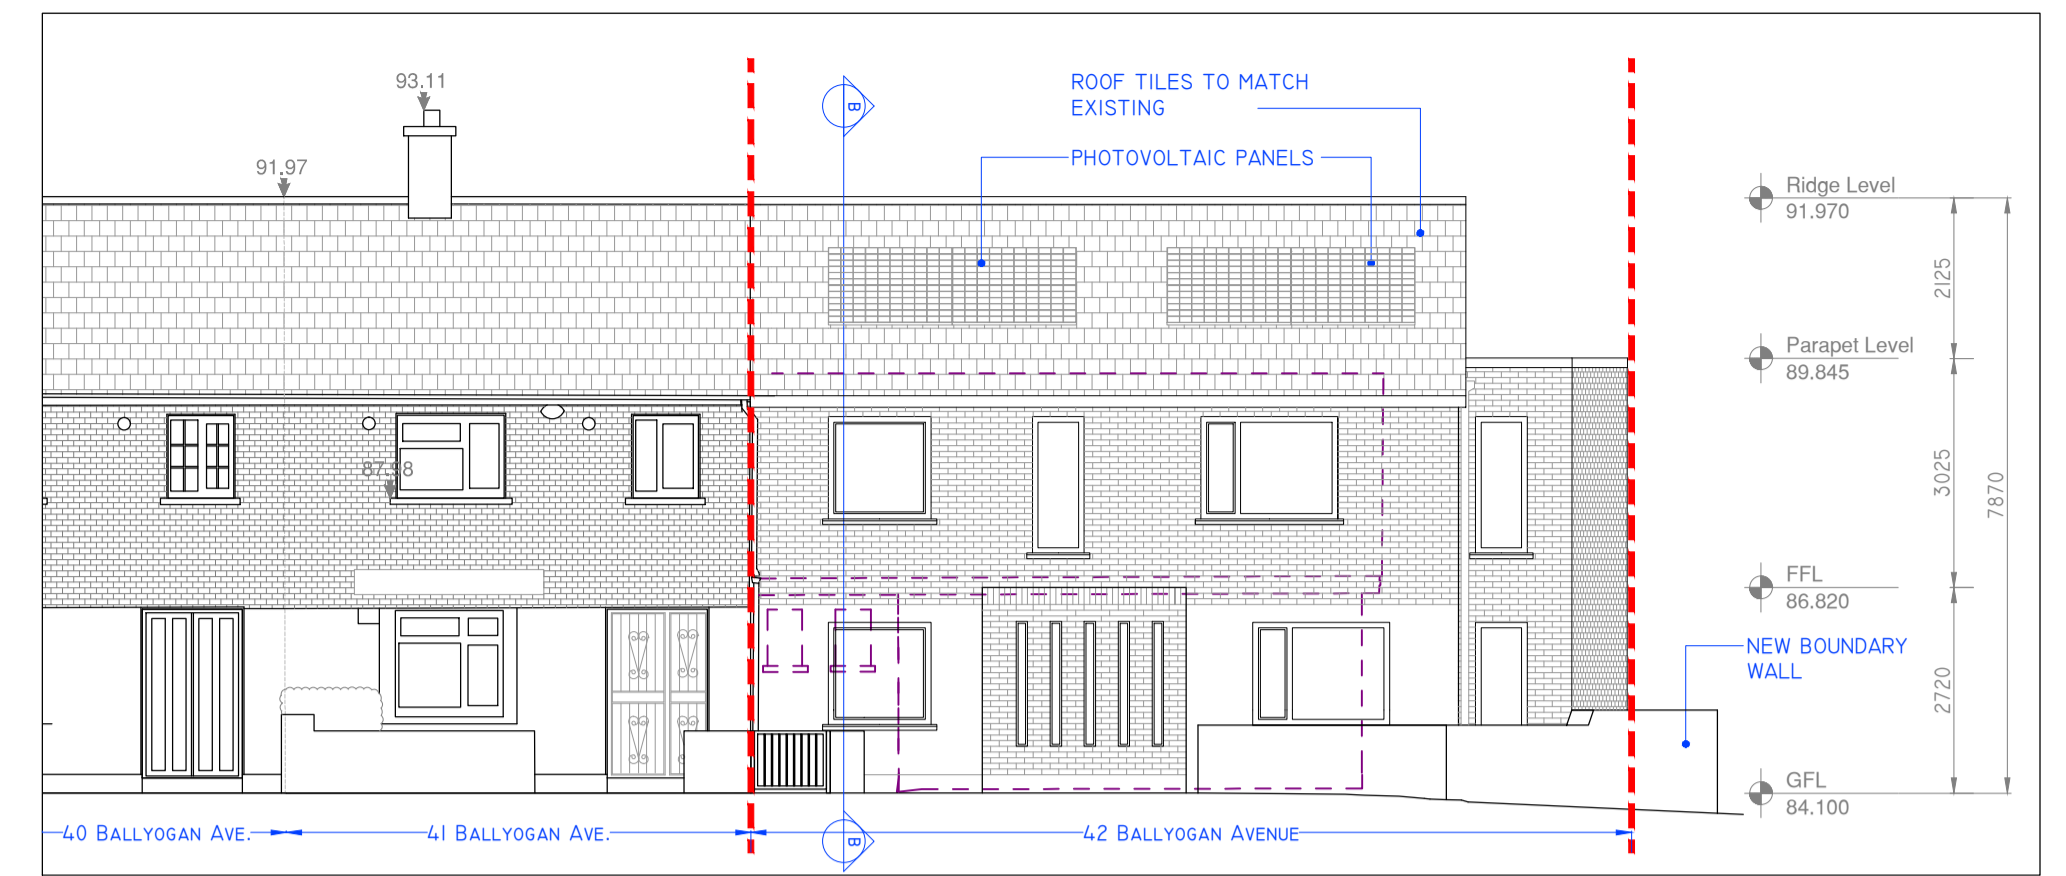 93.11
91.97
87.98
ROOF TILES TO MATCH
EXISTING
PHOTOVOLTAIC PANELS
B
Ridge Level
91.970
Parapet Level
89.845
FFL
86.820
NEW BOUNDARY
WALL
GFL
84.100
2125
3025
2720
7870
40 BALLYOGAN AVE.
41 BALLYOGAN AVE.
42 BALLYOGAN AVENUE
B